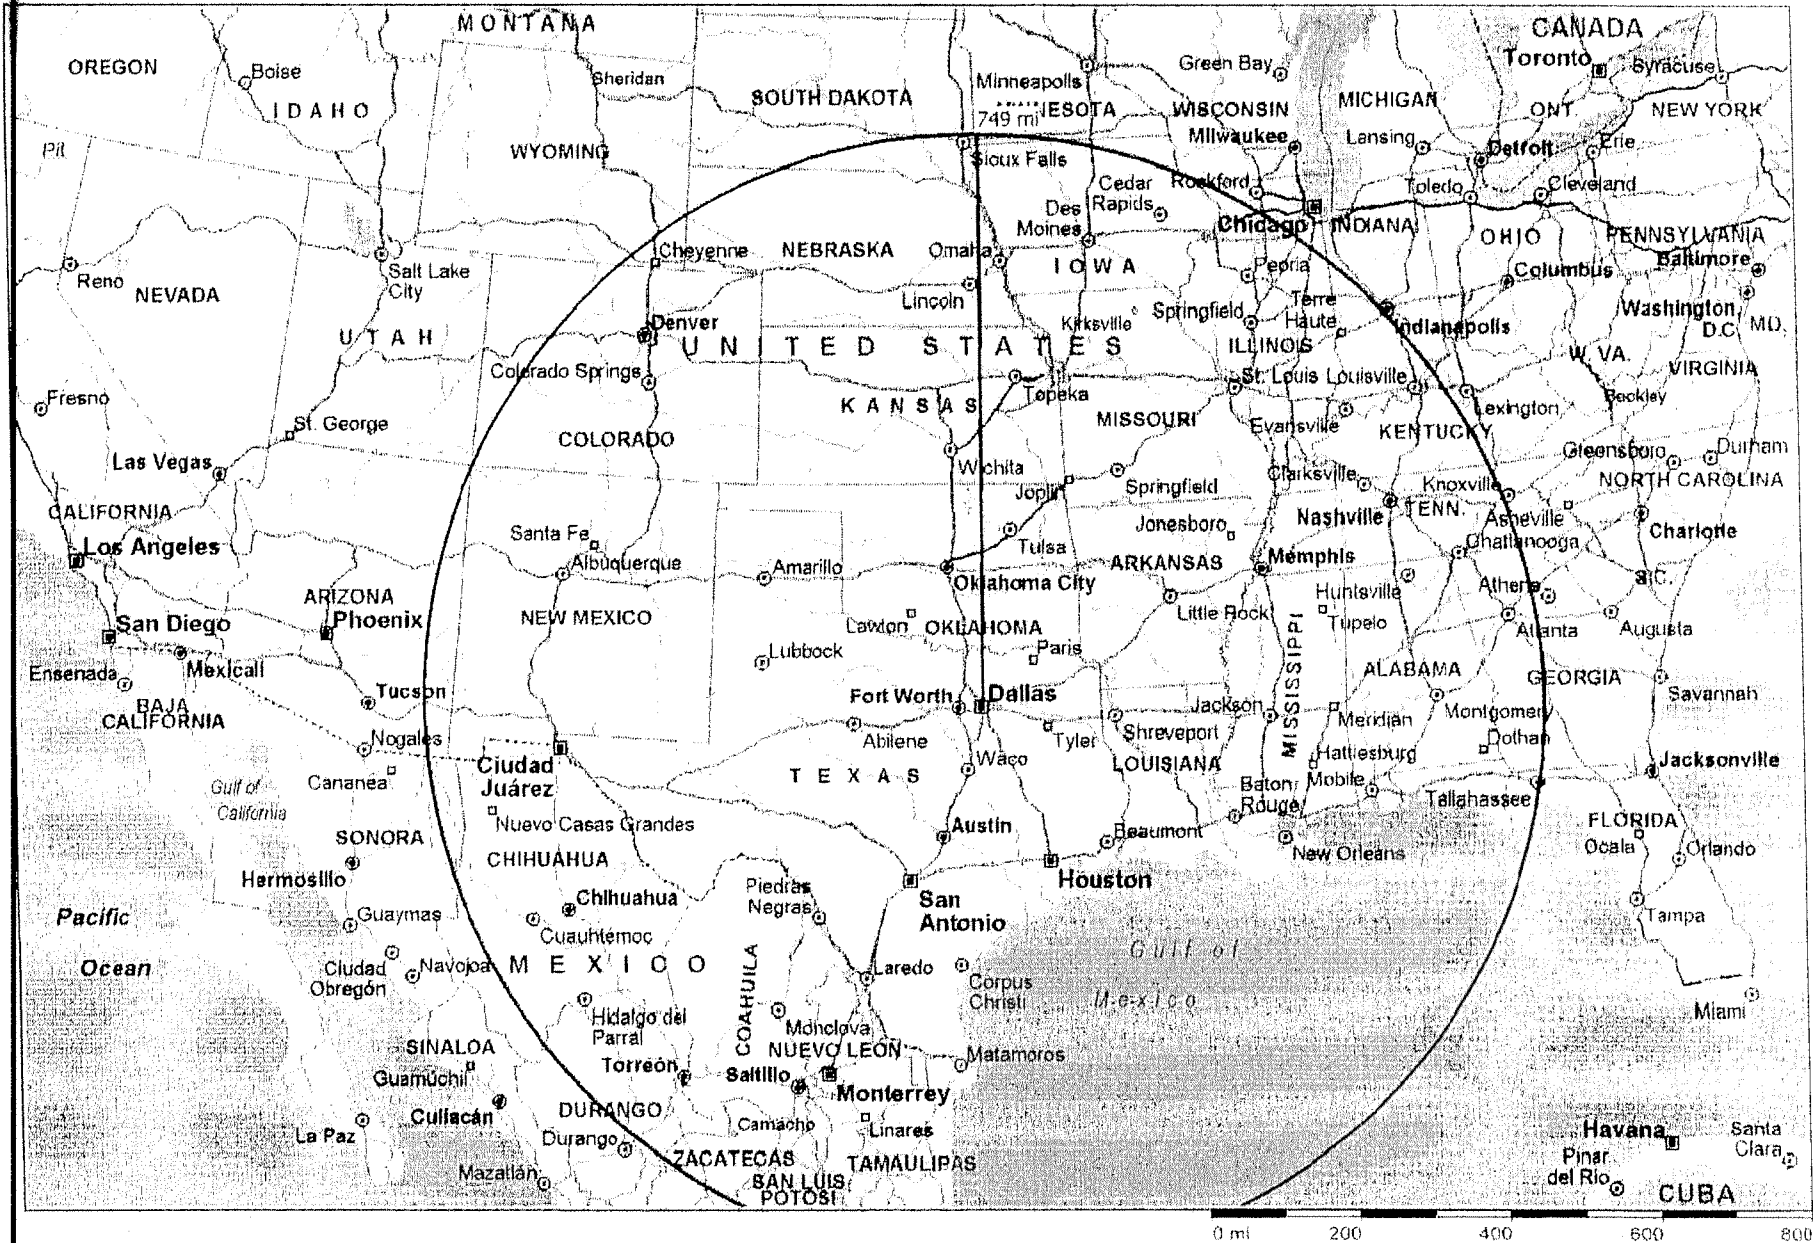 MONTANA
CANADA
Toronto
OREGON
Boise
Sheridan
Minneapolis
Green Bay
Syracuse
IDAHO
SOUTH DAKOTA
749 mi
NESOTA
WISCONSIN
MICHIGAN
ONT.
NEW YORK
WYOMING
Milwaukee
Lansing
Detroit
Erie
Sioux Falls
Cedar
Rapids
Rockford
Toledo
Cleveland
Des
Moines
Chicago
INDIANA
OHIO
PENNSYLVANIA
Cheyenne
NEBRASKA
Omaha
IOWA
Peoria
Columbus
Baltimore
Reno
NEVADA
Salt Lake
City
Lincoln
Kirksville
Springfield
Terre
Haute
Indianapolis
Washington
D.C.
MD.
UTAH
Denver
UNITED STATES
ILLINOIS
W. VA.
VIRGINIA
Colorado Springs
St. Louis
Louisville
Fresno
KANSAS
Topeka
MISSOURI
Evansville
Lexington
Beckley
St. George
COLORADO
KENTUCKY
Las Vegas
Wichita
Joplin
Springfield
Clarksville
Knoxville
Greensboro
Durham
NORTH CAROLINA
CALIFORNIA
Santa Fe
Jonesboro
Nashville
TENN.
Asheville
Charlotte
Los Angeles
Albuquerque
Amarillo
Tulsa
Oklahoma City
ARKANSAS
Memphis
Chattanooga
ARIZONA
Phoenix
NEW MEXICO
Lawton
OKLAHOMA
Little Rock
Huntsville
Tupelo
Athens
S.C.
San Diego
Atlanta
Augusta
Ensenada
Mexicali
Lubbock
Paris
MISSISSIPPI
ALABAMA
GEORGIA
BAJA
CALIFORNIA
Tucson
Fort Worth
Dallas
Jackson
Meridian
Montgomery
Savannah
Nogales
Abilene
Tyler
Shreveport
Hattiesburg
Dothan
Cananea
Ciudad
Juárez
TEXAS
Waco
LOUISIANA
Baton
Rouge
Mobile
Tallahassee
Jacksonville
Gulf of
California
Nuevo Casas Grandes
Austin
Beaumont
New Orleans
FLORIDA
Ocala
Orlando
SONORA
CHIHUAHUA
Hermosillo
Chihuahua
Piedras
Negras
San
Antonio
Houston
Pacific
Ocean
Guaymas
Cuauhtémoc
Tampa
Ciudad
Obregón
Navojoa
MEXICO
COAHUILA
Laredo
Corpus
Christi
Gulf of
Mexico
Miami
Hidalgo del
Parral
Monclova
SINALOA
Guamúchil
Torreón
NUEVO LEÓN
Saltillo
Monterrey
Matamoros
Culiacán
La Paz
DURANGO
Durango
Camacho
Linares
Mazatlán
ZACATECAS
TAMAULIPAS
SAN LUIS
POTOSÍ
Havana
Pinar
del Río
Santa
Clara
CUBA
0 mi 200 400 600 800